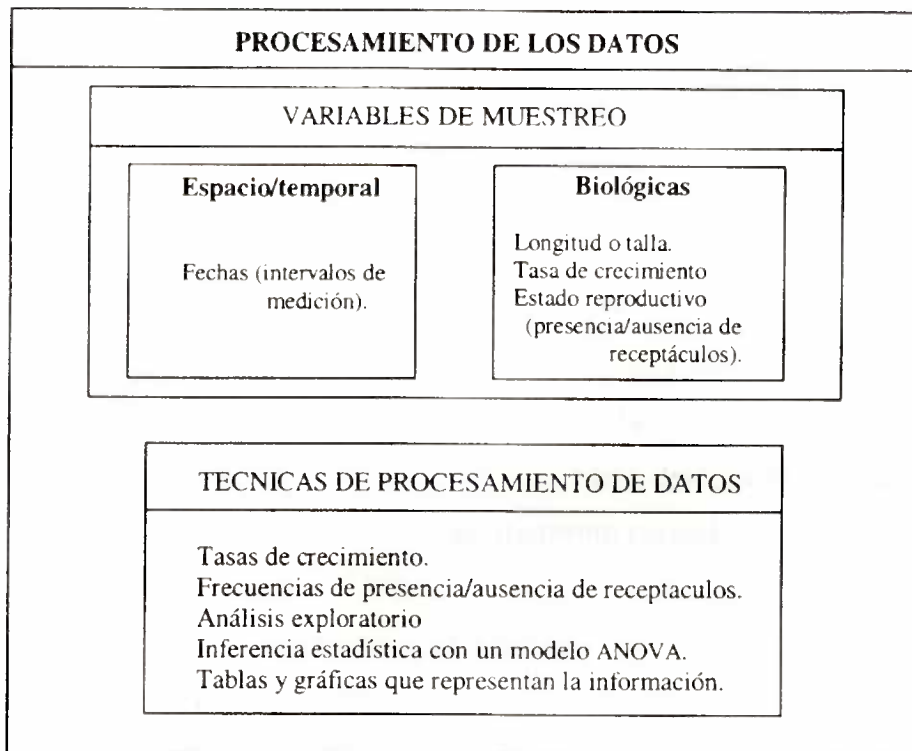 PROCESAMIENTO DE LOS DATOS
VARIABLES DE MUESTREO
Espacio/temporal
Fechas (intervalos de
medición).
Biológicas
Longitud o talla.
Tasa de crecimiento
Estado reproductivo
(presencia/ausencia de
receptáculos).
TECNICAS DE PROCESAMIENTO DE DATOS
Tasas de crecimiento.
Frecuencias de presencia/ausencia de receptaculos.
Análisis exploratorio
Inferencia estadística con un modelo ANOVA.
Tablas y gráficas que representan la información.